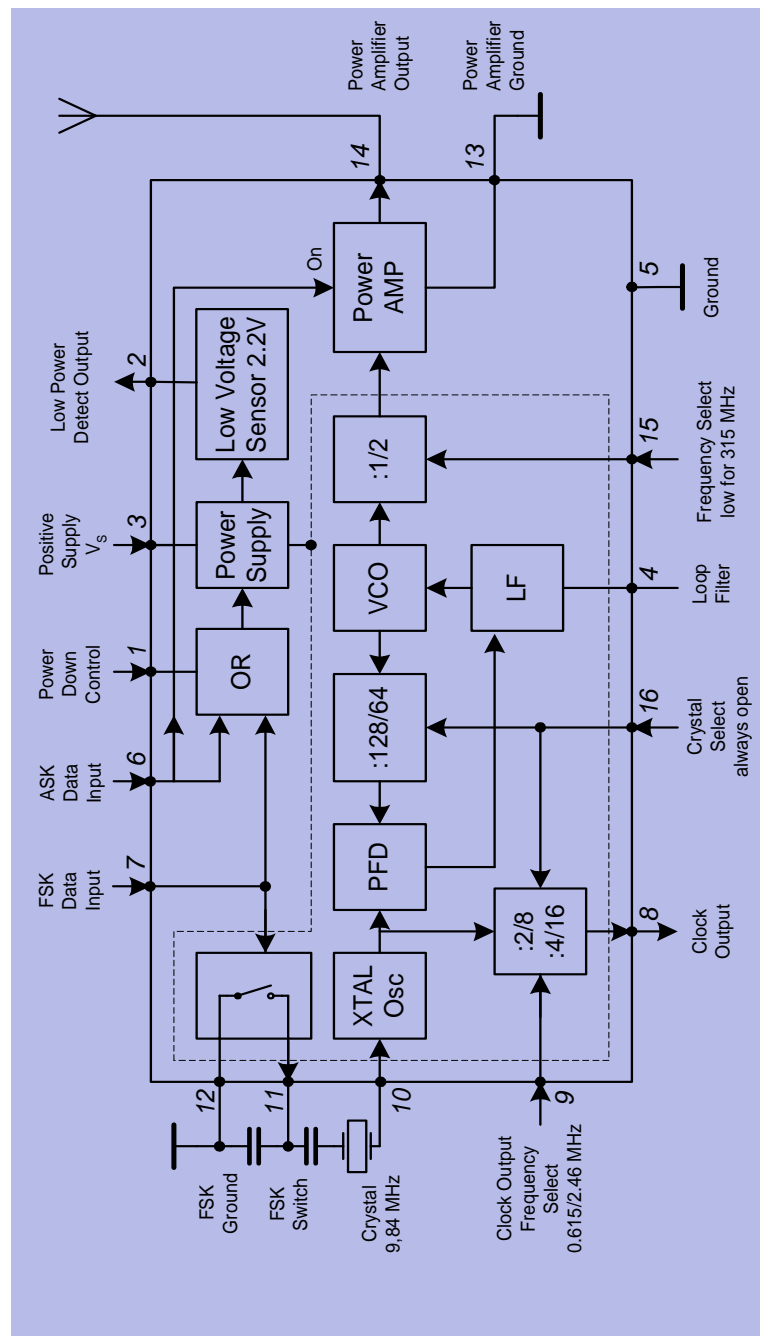 FSK
Data
Input
ASK
Data
Input
Power
Down
Control
Positive
Supply
VS
Low Power
Detect Output
7
6
1
3
2
FSK
Ground
12
OR
Power
Supply
Low Voltage
Sensor 2.2V
FSK
Switch
11
On
Power
Amplifier
Output
14
Crystal
9,84 MHz
10
XTAL
Osc
PFD
:128/64
VCO
:1/2
Power
AMP
Power
Amplifier
Ground
13
LF
Clock Output
Frequency
Select
0.615/2.46 MHz
9
:2/8
:4/16
8
16
4
15
5
Clock
Output
Crystal
Select
always open
Loop
Filter
Frequency Select
low for 315 MHz
Ground